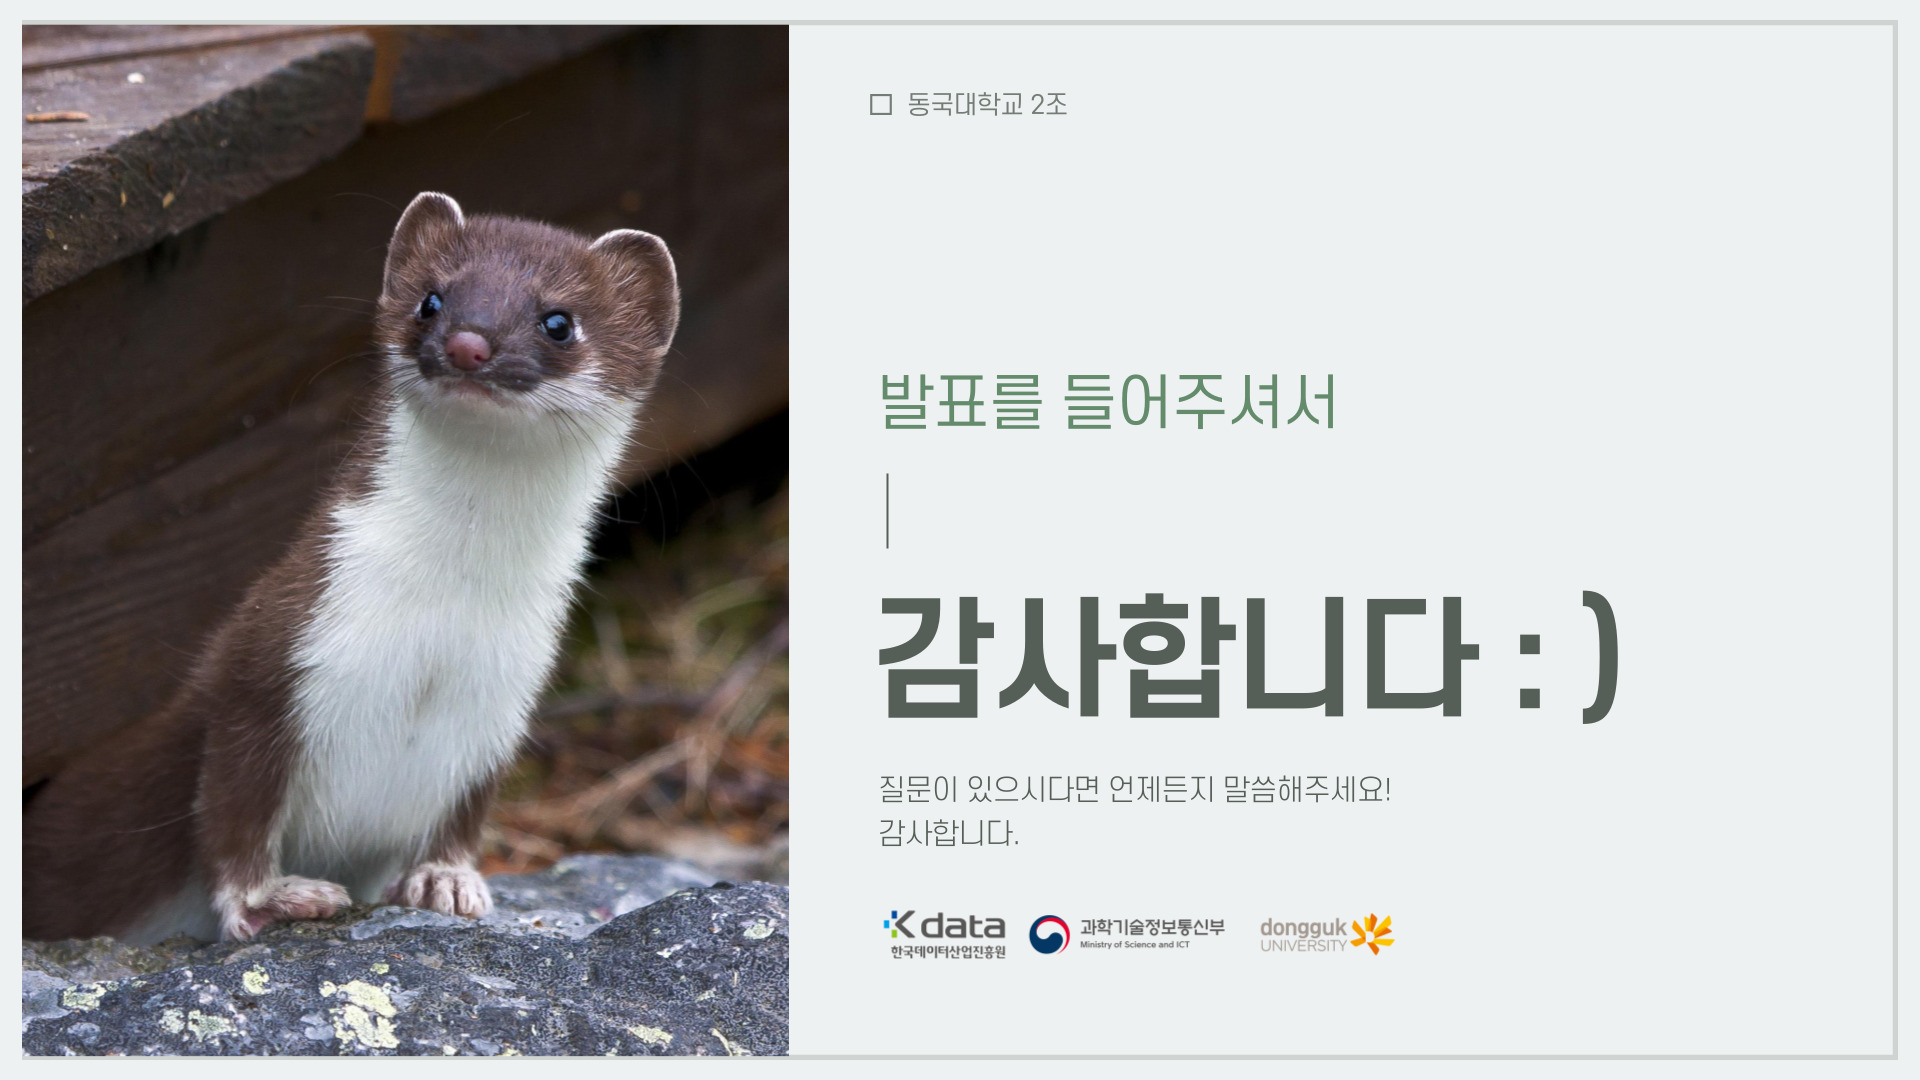 동국대학교 2조
발표를 들어주셔서
감사합니다 : )
질문이 있으시다면 언제든지 말씀해주세요!
감사합니다.
K data
한국데이터산업진흥원
과학기술정보통신부
Ministry of Science and ICT
dongguk
UNIVERSITY